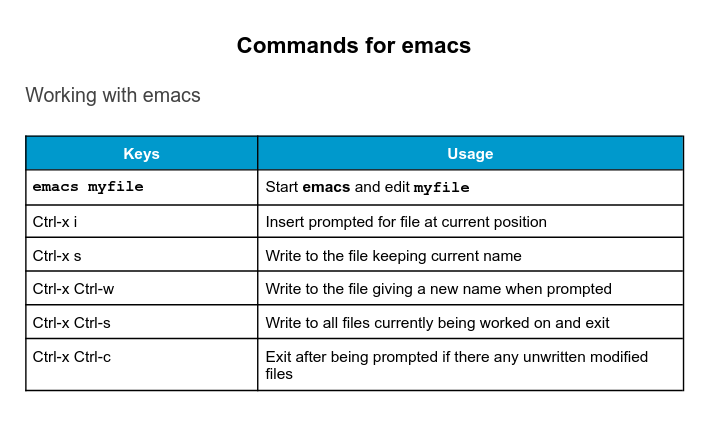 Commands for emacs
Working with emacs
Keys Usage
emacs myfile Start emacs and edit myfile
Ctrl-x i Insert prompted for file at current position
Ctrl-x s Write to the file keeping current name
Ctrl-x Ctrl-w Write to the file giving a new name when prompted
Ctrl-x Ctrl-s Write to all files currently being worked on and exit
Ctrl-x Ctrl-c Exit after being prompted if there any unwritten modified
files